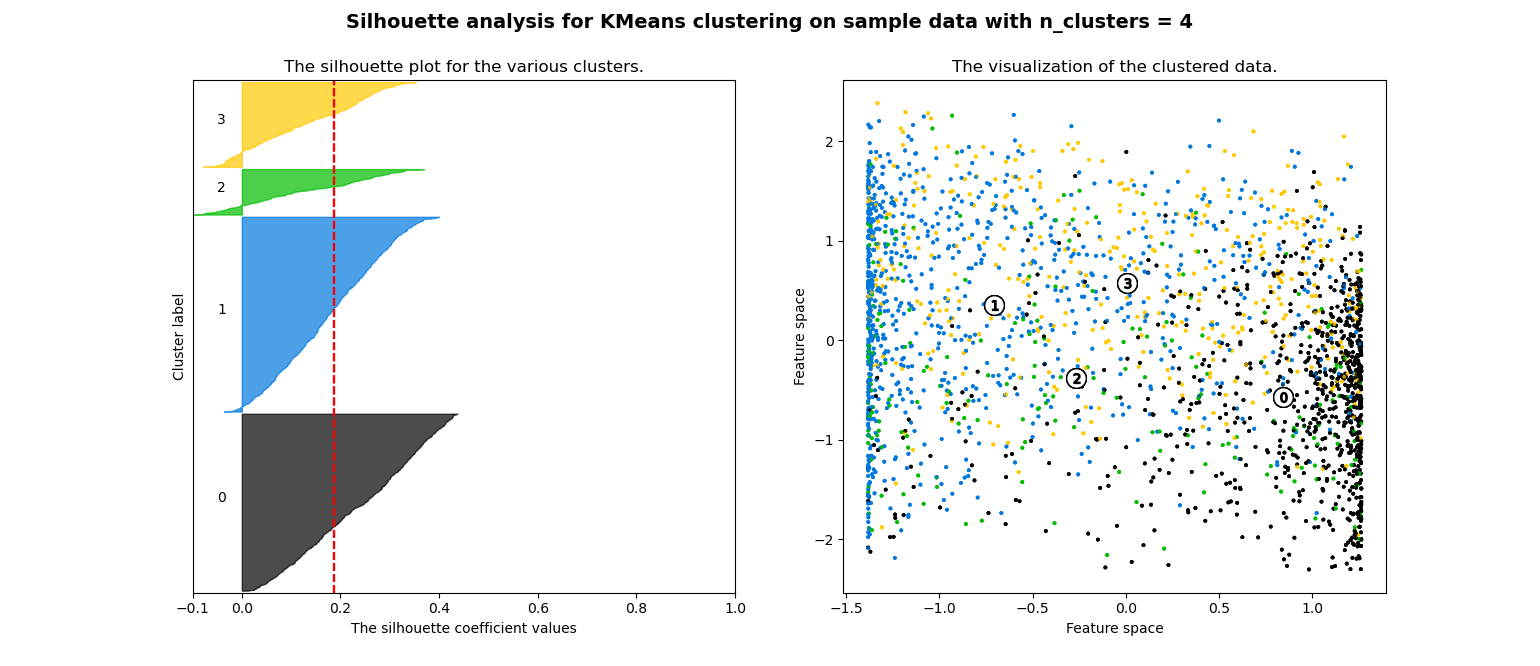 Silhouette analysis for KMeans clustering on sample data with n_clusters = 4
The silhouette plot for the various clusters.
3
2
1
0
Cluster label
−0.1 0.0 0.2 0.4 0.6 0.8 1.0
The silhouette coefficient values
The visualization of the clustered data.
2
1
0
−1
−2
Feature space
3
1
2
0
−1.5 −1.0 −0.5 0.0 0.5 1.0
Feature space